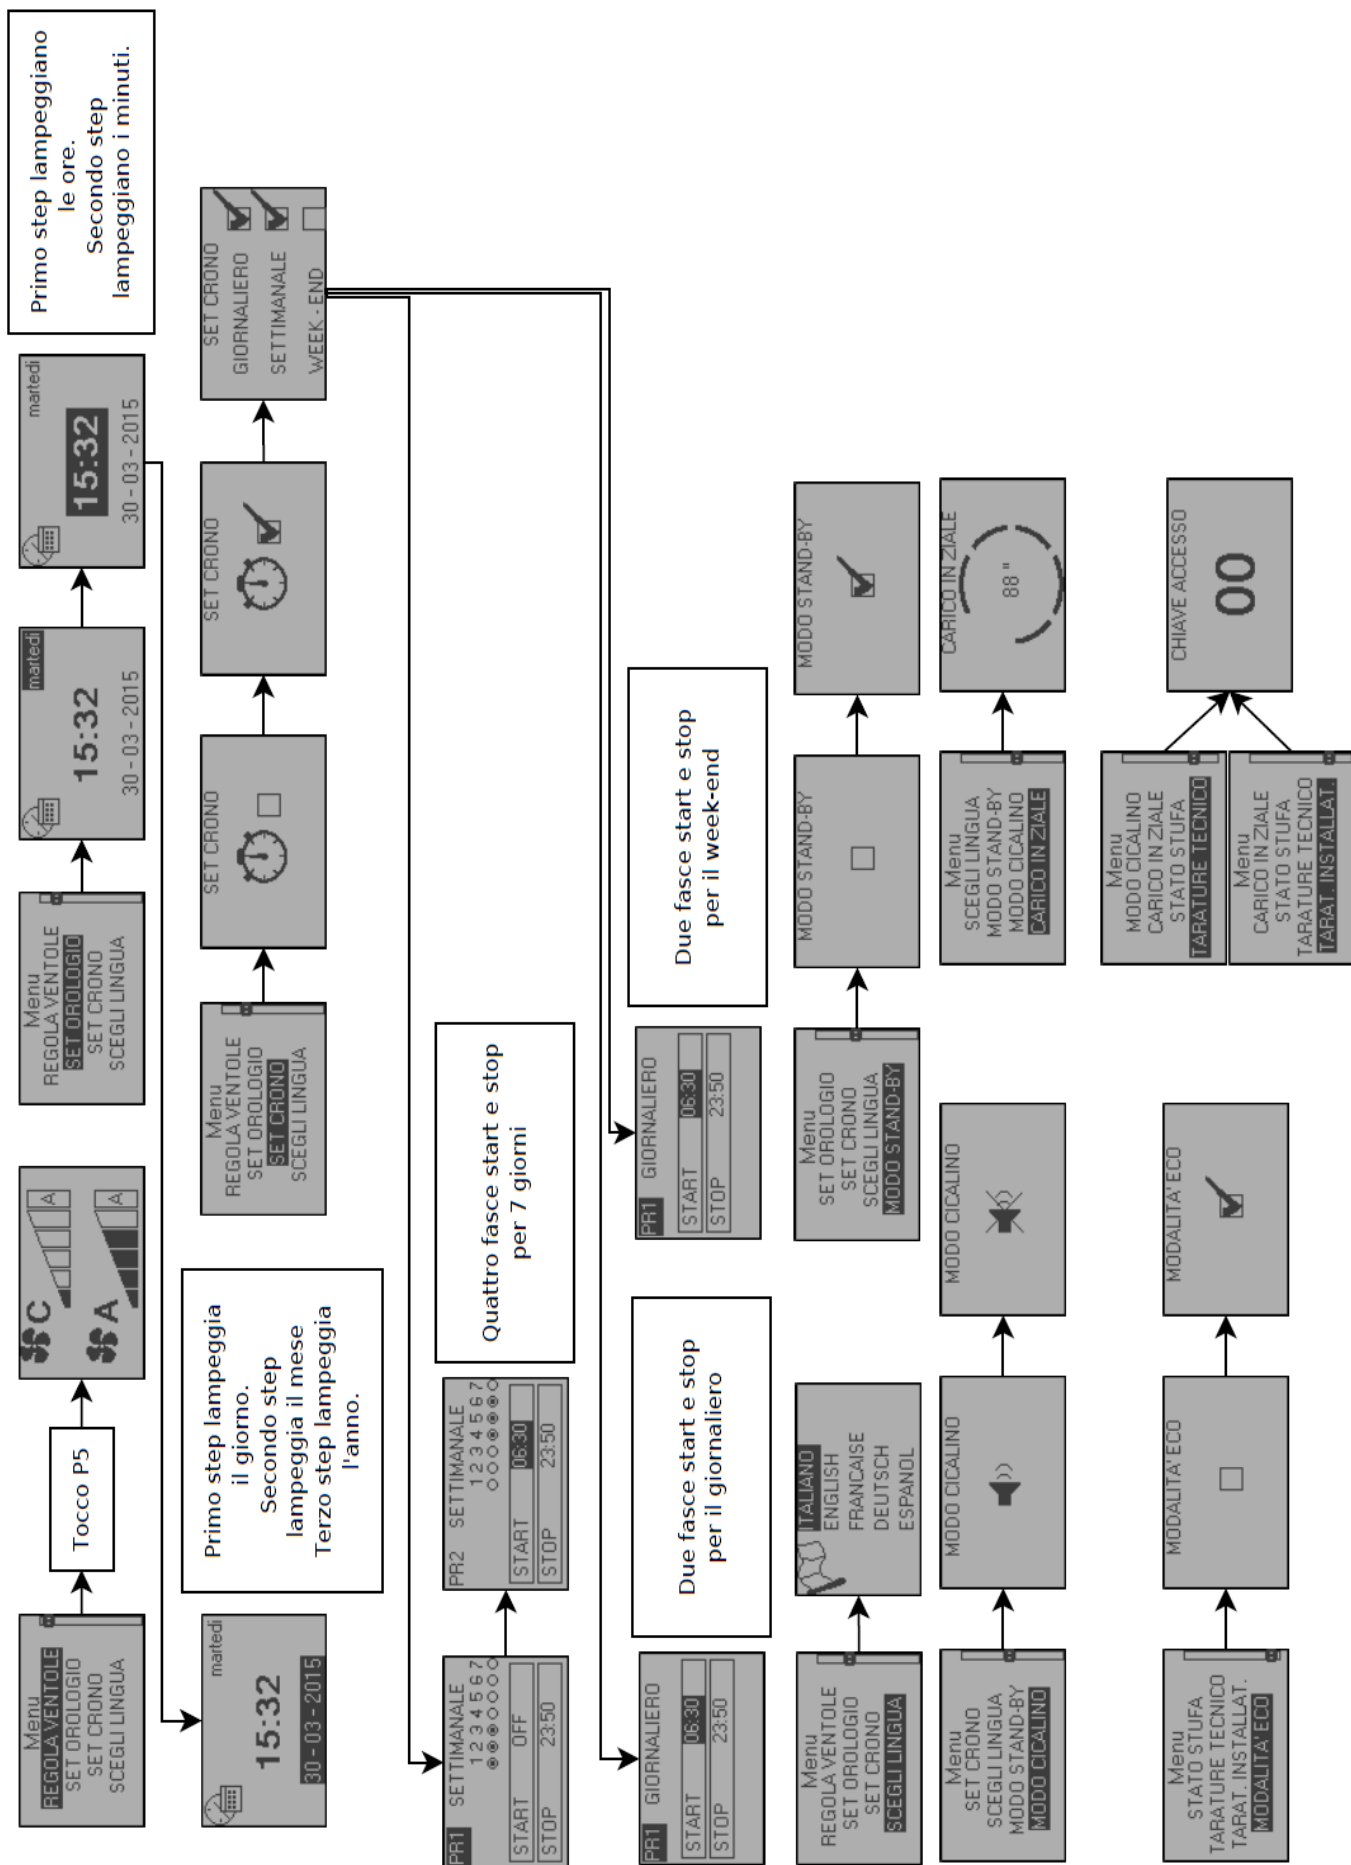 Menu
REGOLA VENTOLE
SET OROLOGIO
SET CRONO
SCEGLI LINGUA
Tocco P5
C
A
A
A
Menu
REGOLA VENTOLE
SET OROLOGIO
SET CRONO
SCEGLI LINGUA
martedi
15:32
30 - 03 - 2015
martedi
15:32
30 - 03 - 2015
Primo step lampeggiano
le ore.
Secondo step
lampeggiano i minuti.
martedi
15:32
30 - 03 - 2015
Primo step lampeggia
il giorno.
Secondo step
lampeggia il mese
Terzo step lampeggia
l'anno.
Menu
REGOLA VENTOLE
SET OROLOGIO
SET CRONO
SCEGLI LINGUA
SET CRONO
SET CRONO
SET CRONO
GIORNALIERO
SETTIMANALE
WEEK - END
PR1 SETTIMANALE
1 2 3 4 5 6 7
START OFF
STOP 23:50
PR2 SETTIMANALE
1 2 3 4 5 6 7
START 06:30
STOP 23:50
Quattro fasce start e stop
per 7 giorni
PR1 GIORNALIERO
START 06:30
STOP 23:50
Due fasce start e stop
per il giornaliero
PR1 GIORNALIERO
START 06:30
STOP 23:50
Due fasce start e stop
per il week-end
Menu
REGOLA VENTOLE
SET OROLOGIO
SET CRONO
SCEGLI LINGUA
ITALIANO
ENGLISH
FRANCAISE
DEUTSCH
ESPANOL
Menu
SET OROLOGIO
SET CRONO
SCEGLI LINGUA
MODO STAND-BY
MODO STAND-BY
MODO STAND-BY
Menu
SET CRONO
SCEGLI LINGUA
MODO STAND-BY
MODO CICALINO
MODO CICALINO
MODO CICALINO
Menu
SCEGLI LINGUA
MODO STAND-BY
MODO CICALINO
CARICO IN ZIALE
CARICO IN ZIALE
88 "
Menu
STATO STUFA
TARATURE TECNICO
TARAT. INSTALLAT.
MODALITA' ECO
MODALITA' ECO
MODALITA' ECO
Menu
MODO CICALINO
CARICO IN ZIALE
STATO STUFA
TARATURE TECNICO
Menu
CARICO IN ZIALE
STATO STUFA
TARATURE TECNICO
TARAT. INSTALLAT.
CHIAVE ACCESSO
00